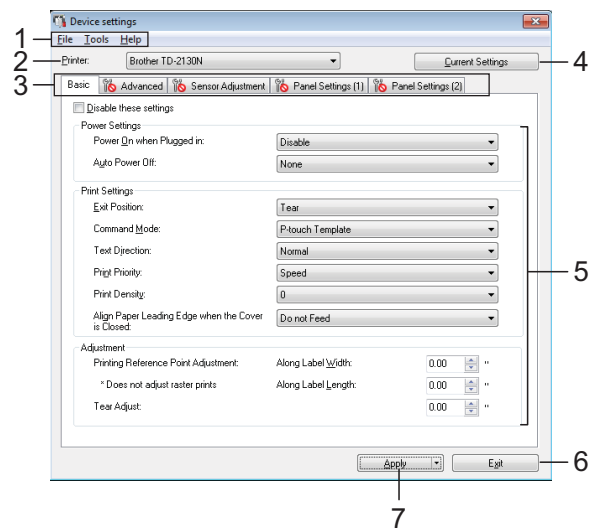 Device settings
1 File Tools Help
2 Printer: Brother TD-2130N Current Settings 4
3 Basic Advanced Sensor Adjustment Panel Settings (1) Panel Settings (2)
Disable these settings
Power Settings
Power On when Plugged in: Disable
Auto Power Off: None
Print Settings
Exit Position: Tear
Command Mode: P-touch Template
Text Direction: Normal
Print Priority: Speed
5
Print Density: 0
Align Paper Leading Edge when the Cover
is Closed: Do not Feed
Adjustment
Printing Reference Point Adjustment: Along Label Width: 0.00 "
* Does not adjust raster prints Along Label Length: 0.00 "
Tear Adjust: 0.00 "
Apply Exit 6
7